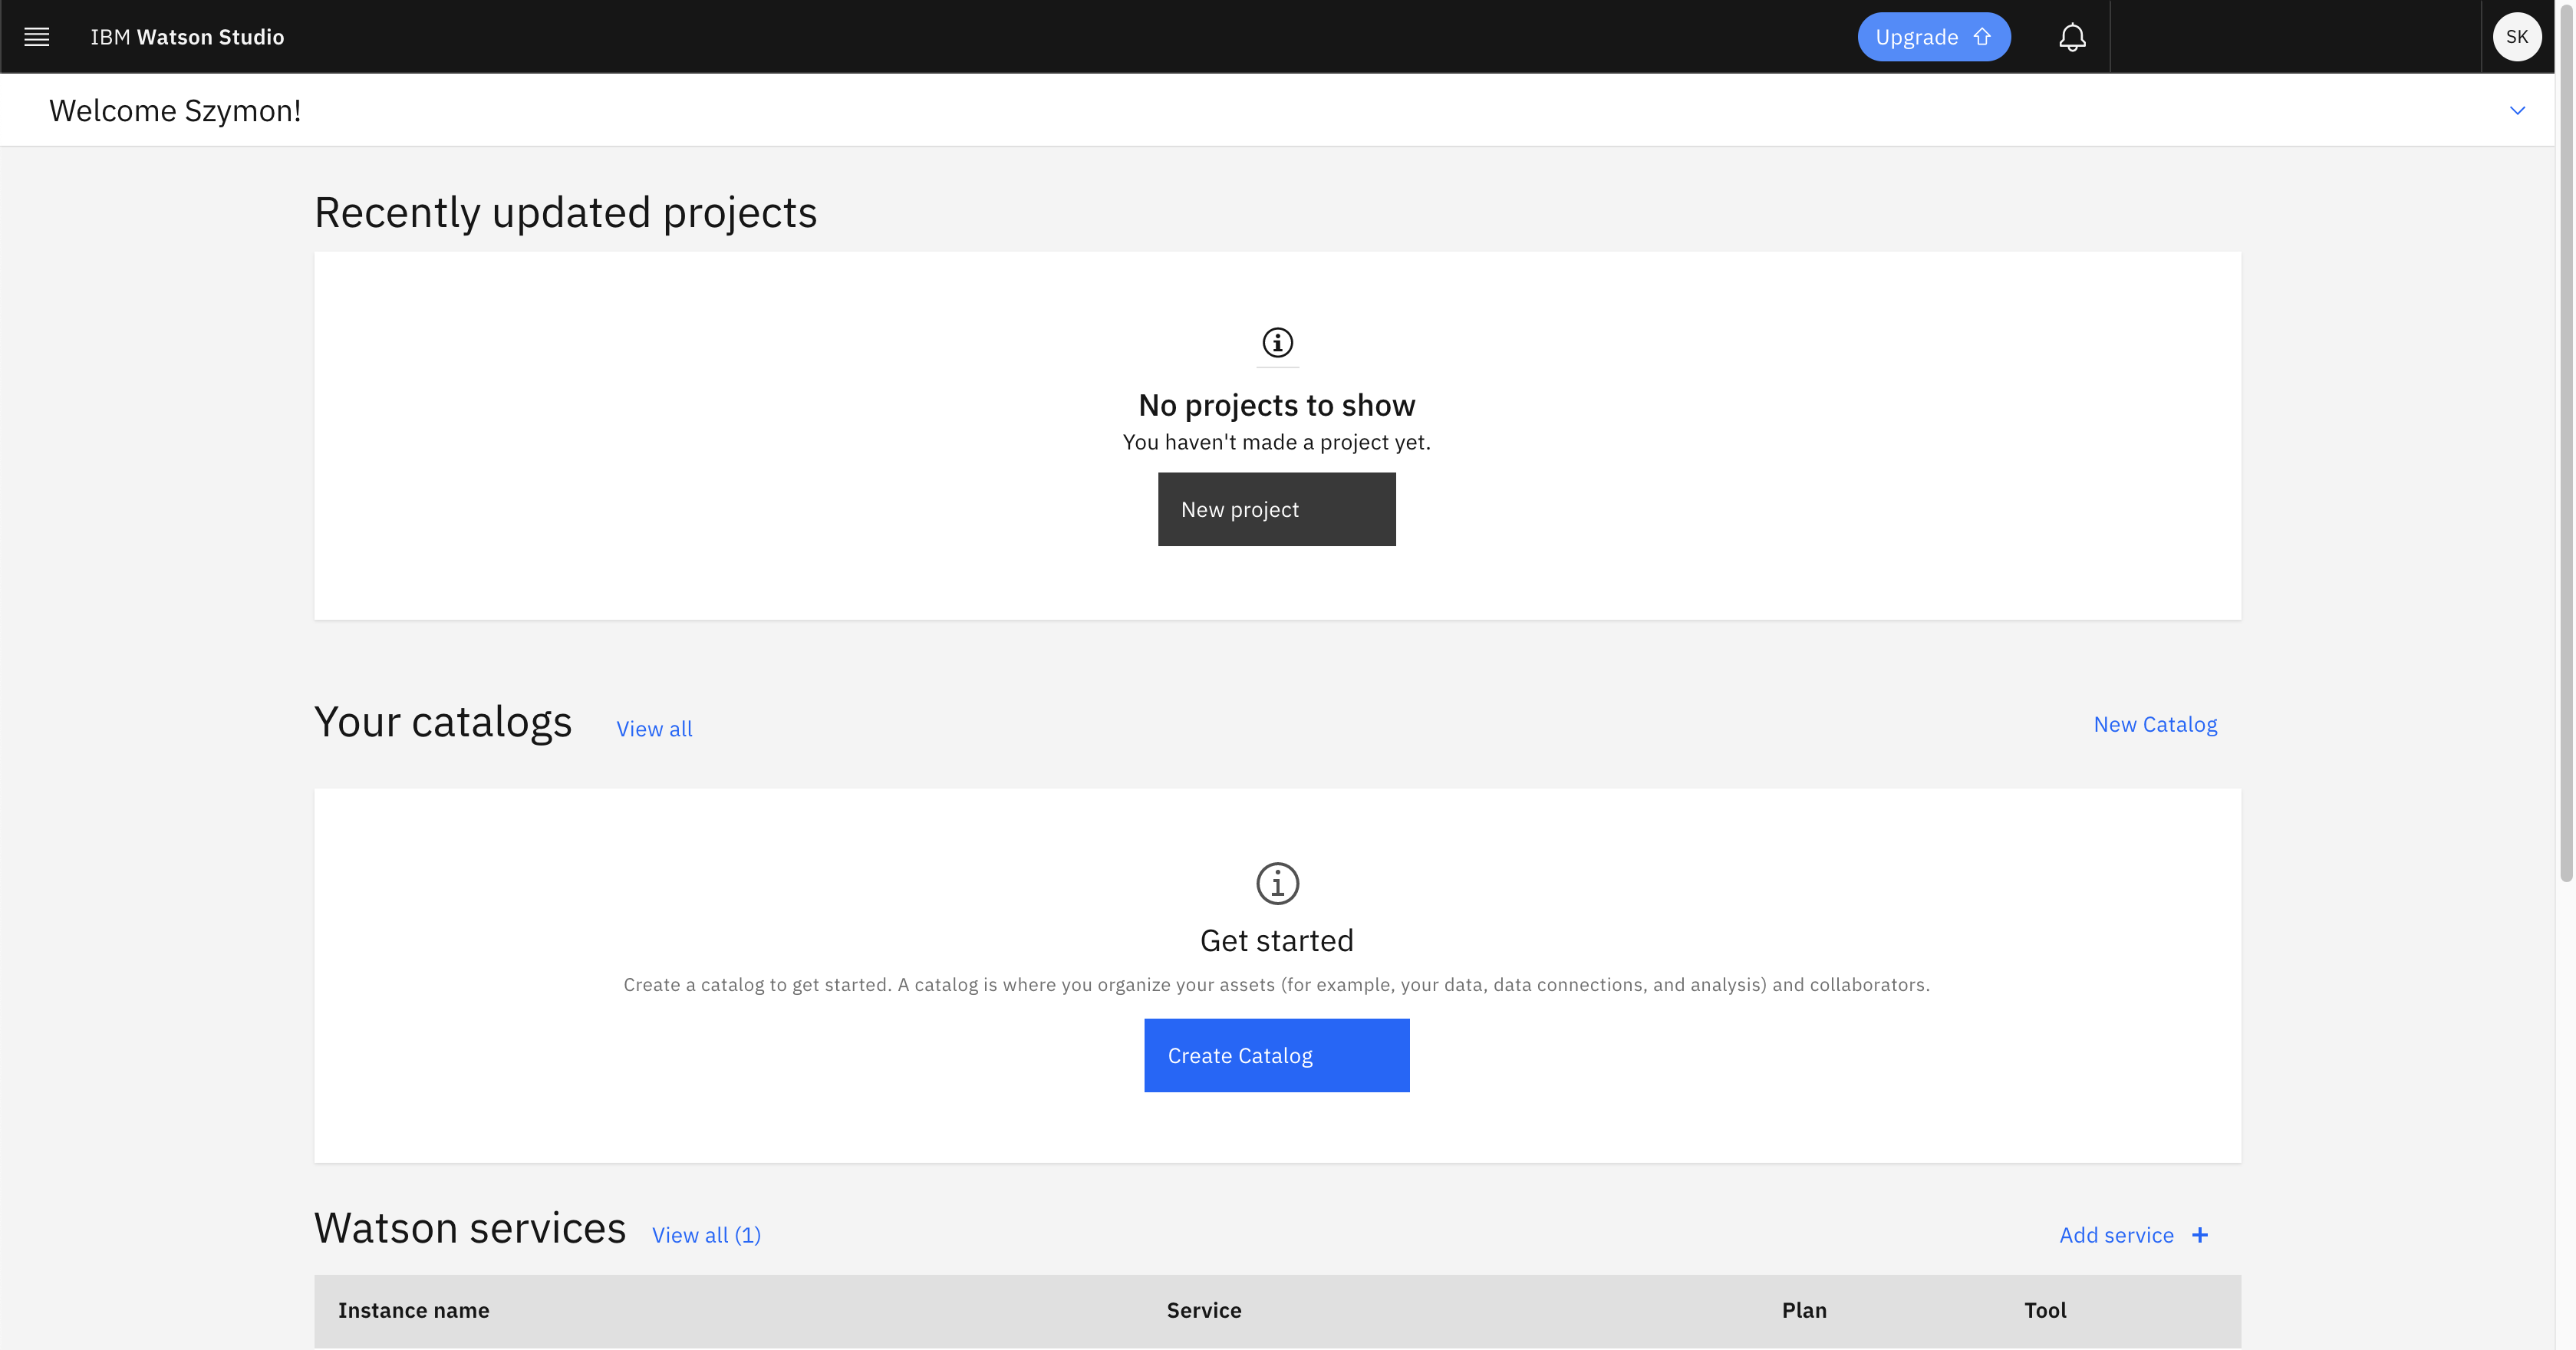 IBM Watson Studio
Upgrade
SK
Welcome Szymon!
Recently updated projects
No projects to show
You haven't made a project yet.
New project
Your catalogs
View all
New Catalog
Get started
Create a catalog to get started. A catalog is where you organize your assets (for example, your data, data connections, and analysis) and collaborators.
Create Catalog
Watson services
View all (1)
Add service +
Instance name
Service
Plan
Tool